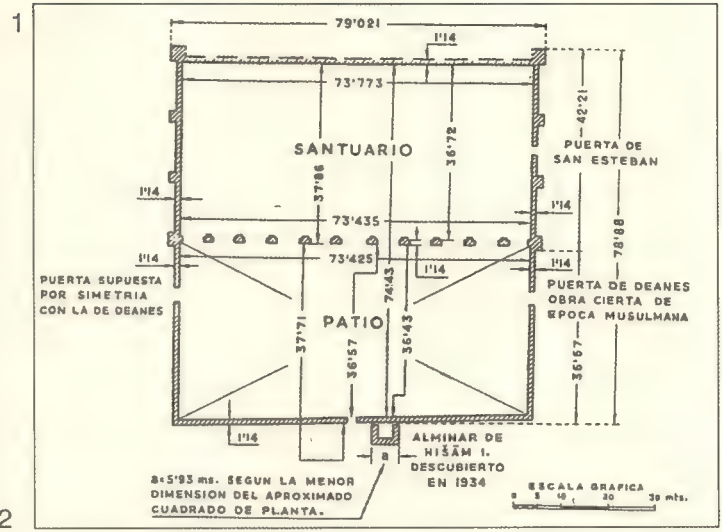 1
79'021
1'14
73'773
42'21
SANTUARIO
36'72
PUERTA DE
SAN ESTEBAN
37'86
1'14
1'14
73'435
78'88
73'425
1'14
1'14
1'14
PUERTA SUPUESTA
POR SIMETRIA
CON LA DE DEANES
PUERTA DE DEANES
OBRA CIERTA DE
EPOCA MUSULMANA
PATIO
74'43
37'71
36'57
36'43
36'67
1'14
ALMINAR DE
HIŠĀM I.
DESCUBIERTO
EN 1934
a
a=5'93 ms. SEGUN LA MENOR
DIMENSION DEL APROXIMADO
CUADRADO DE PLANTA.
ESCALA GRAFICA
0 5 10 20 30 mts.
2